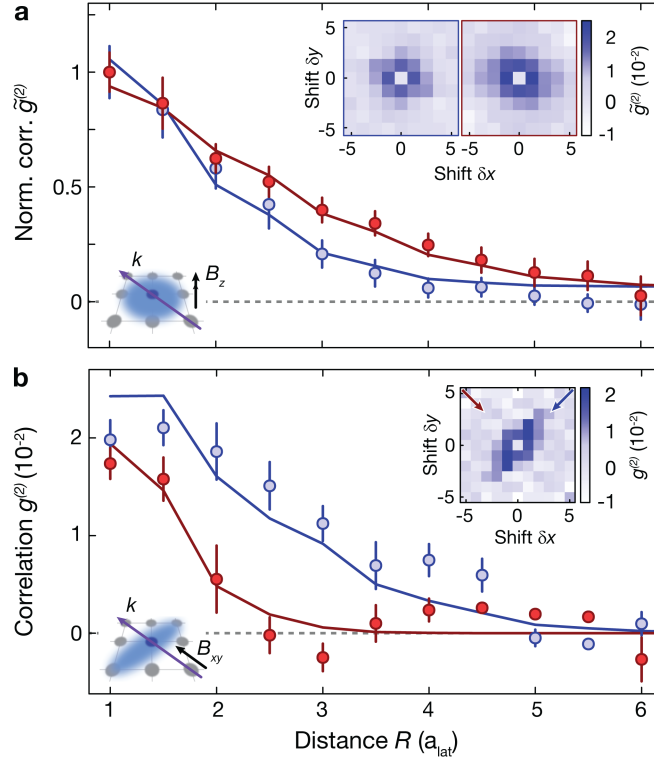 a
Norm. corr. g̃⁽²⁾
1
0.5
0
k
B_z
Shift δy
5
0
-5
-5
0
5
-5
0
5
Shift δx
2
1
0
-1
g̃⁽²⁾ (10⁻²)
b
Correlation g⁽²⁾ (10⁻²)
2
1
0
k
B_xy
Shift δy
5
0
-5
-5
0
5
Shift δx
2
1
0
-1
g⁽²⁾ (10⁻²)
1
2
3
4
5
6
Distance R (a_lat)